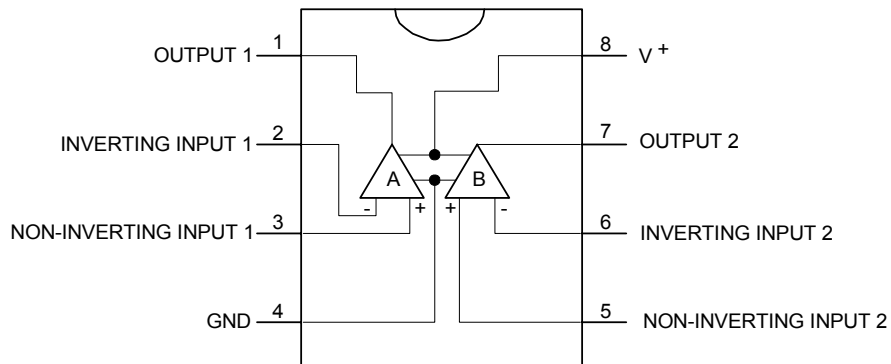 OUTPUT 1 1 8 V +
INVERTING INPUT 1 2 7 OUTPUT 2
A B
- + + -
NON-INVERTING INPUT 1 3 6 INVERTING INPUT 2
GND 4 5 NON-INVERTING INPUT 2